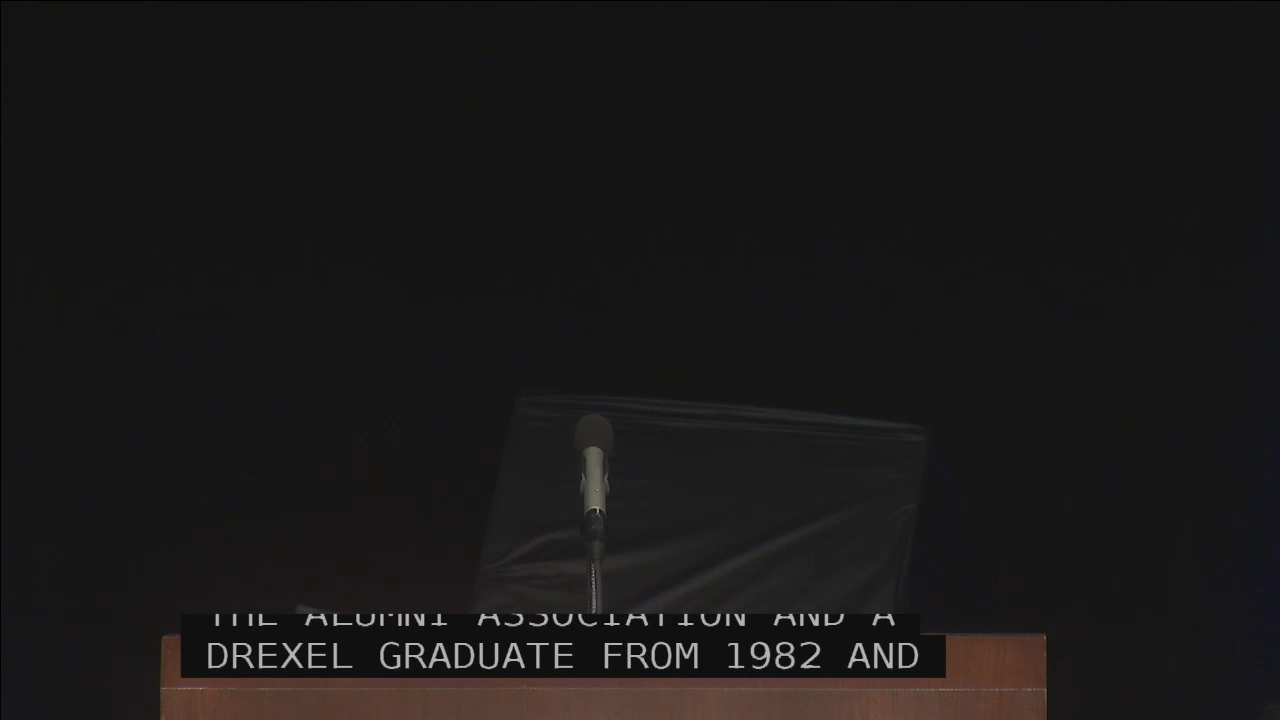 THE ALUMNI ASSOCIATION AND A
DREXEL GRADUATE FROM 1982 AND